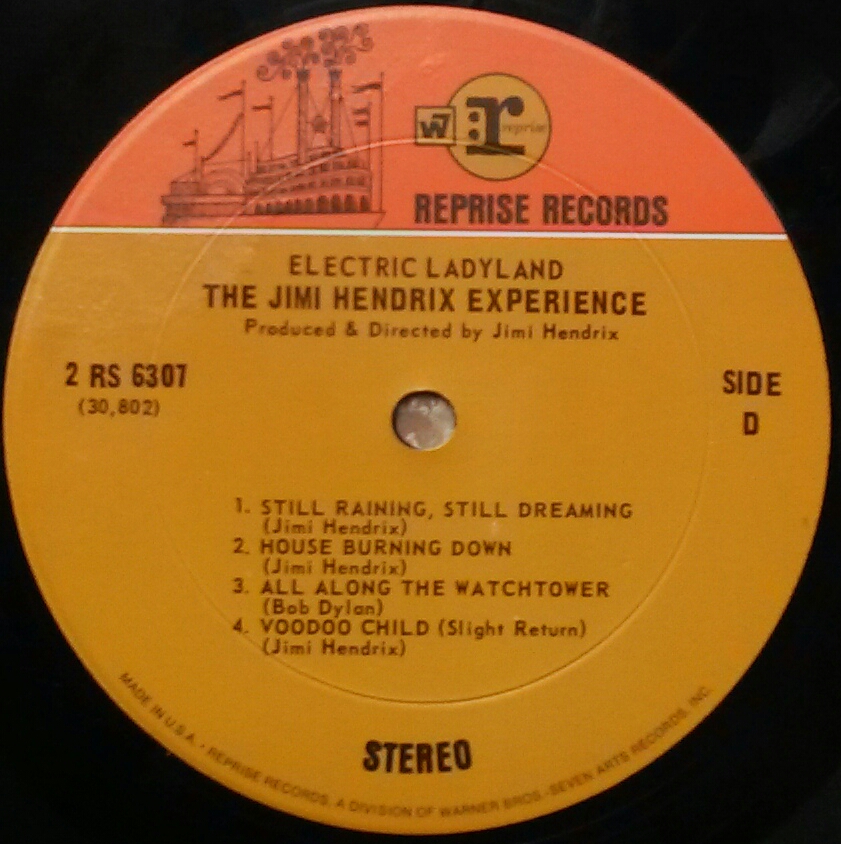 W7
:r
reprise
REPRISE RECORDS
ELECTRIC LADYLAND
THE JIMI HENDRIX EXPERIENCE
Produced & Directed by Jimi Hendrix
2 RS 6307
(30,802)
SIDE
D
1. STILL RAINING, STILL DREAMING
(Jimi Hendrix)
2. HOUSE BURNING DOWN
(Jimi Hendrix)
3. ALL ALONG THE WATCHTOWER
(Bob Dylan)
4. VOODOO CHILD (Slight Return)
(Jimi Hendrix)
STEREO
MADE IN U.S.A. • REPRISE RECORDS, A DIVISION OF WARNER BROS.-SEVEN ARTS RECORDS, INC.